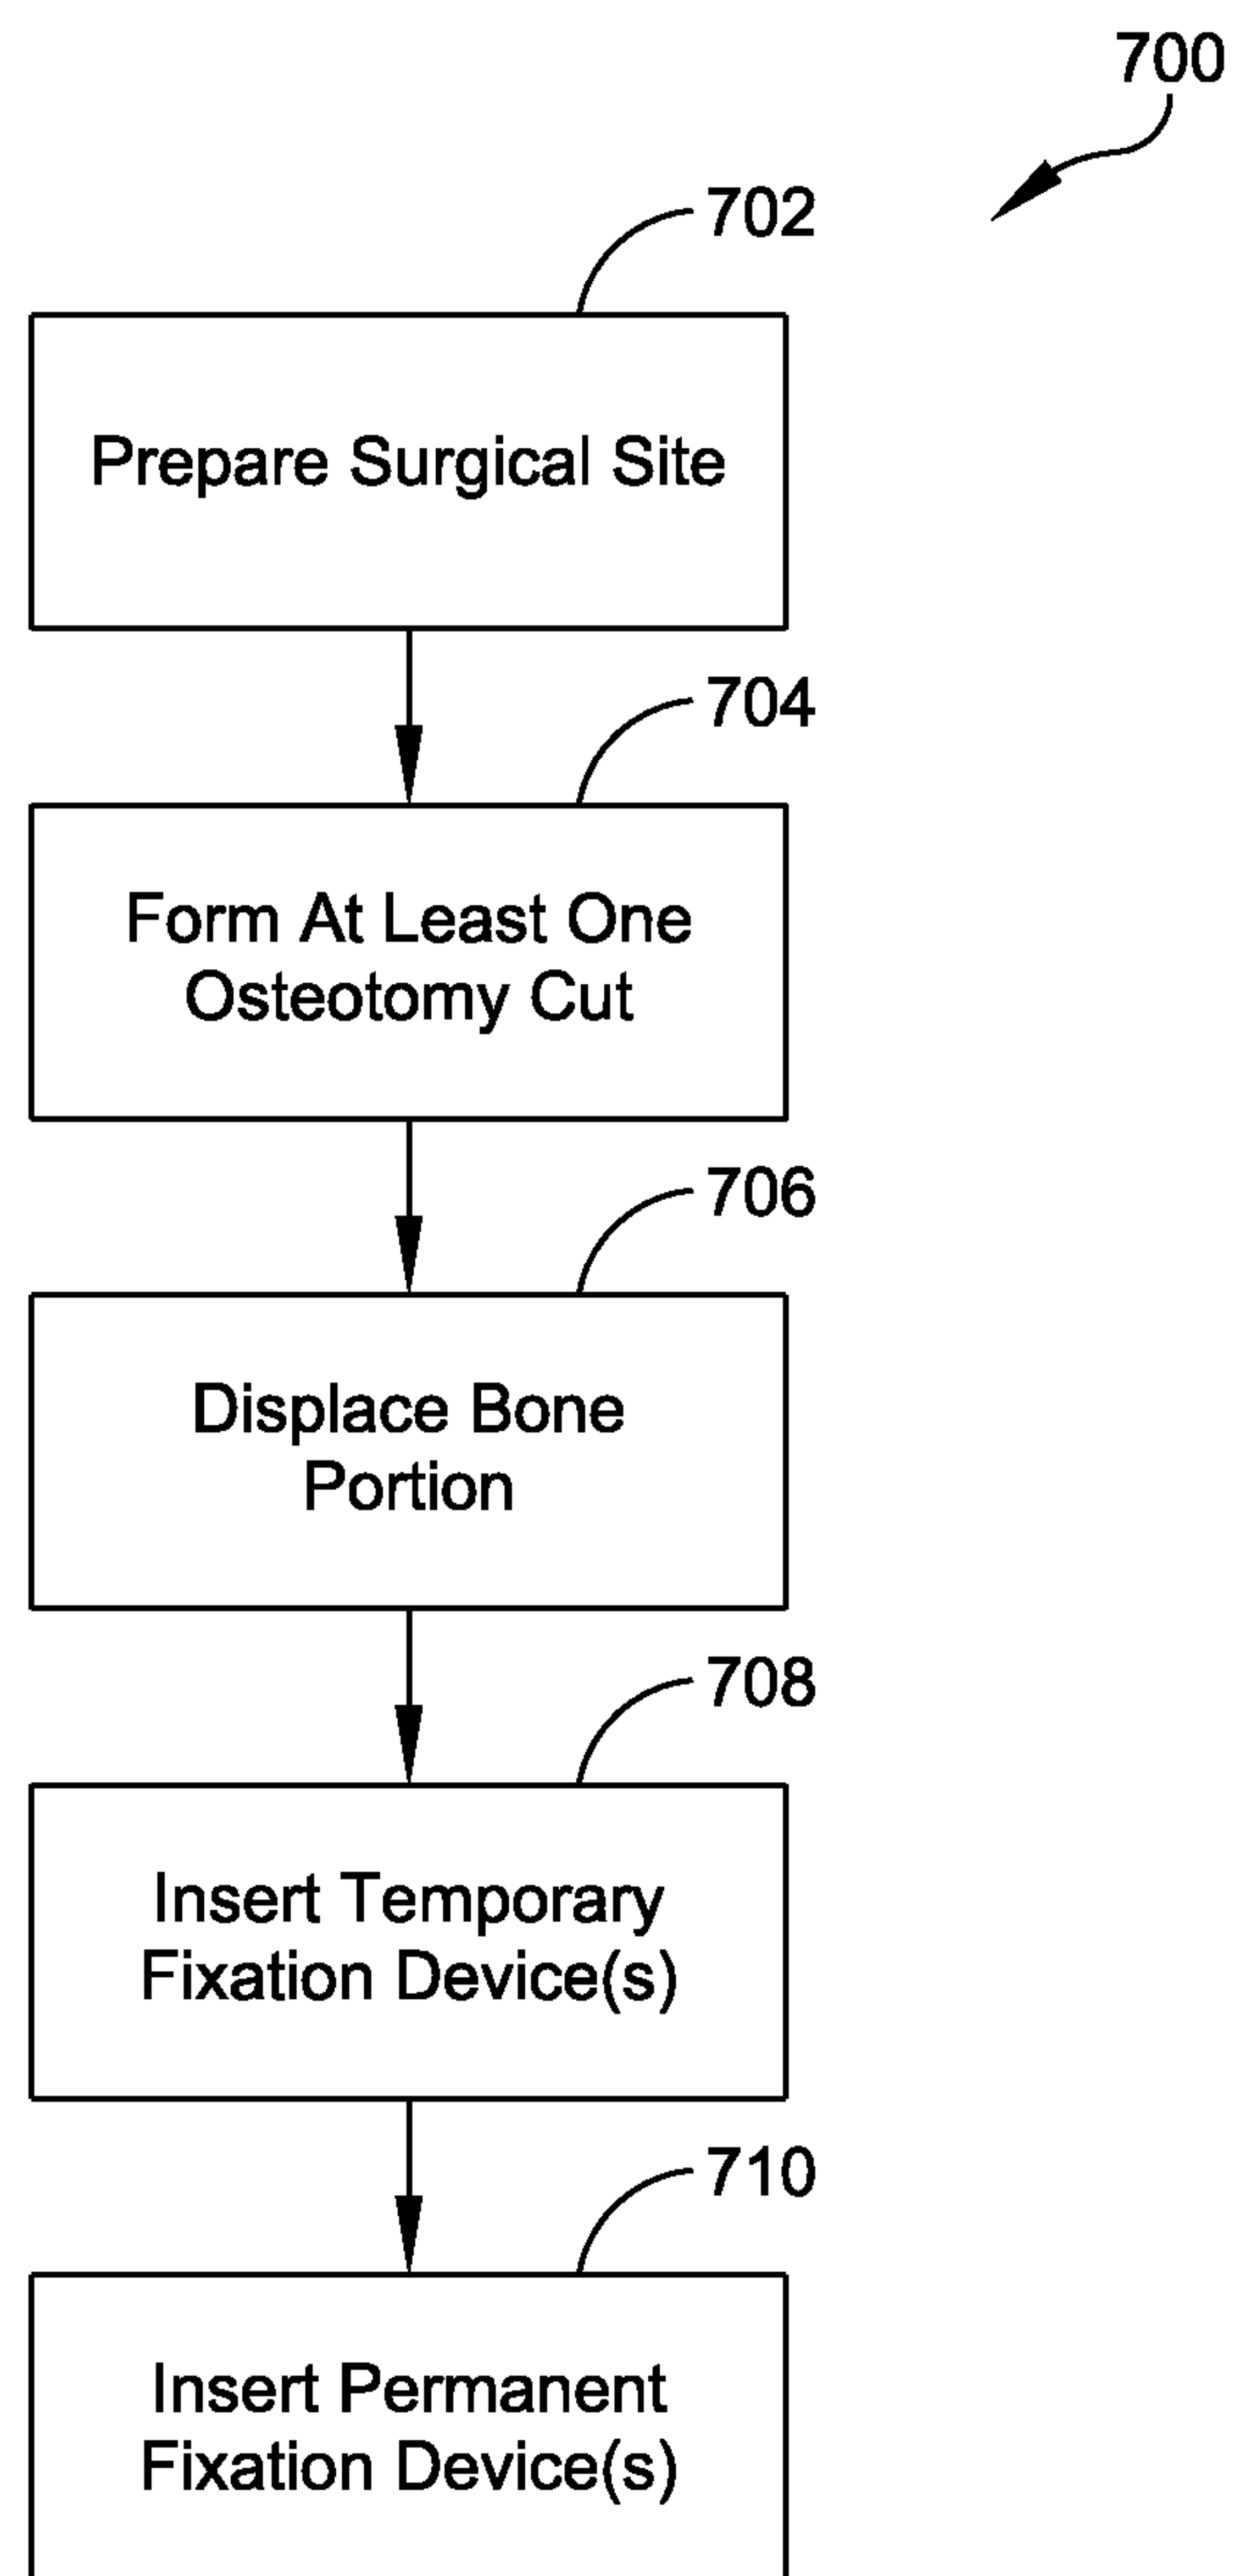 700
702
Prepare Surgical Site
704
Form At Least One
Osteotomy Cut
706
Displace Bone
Portion
708
Insert Temporary
Fixation Device(s)
710
Insert Permanent
Fixation Device(s)